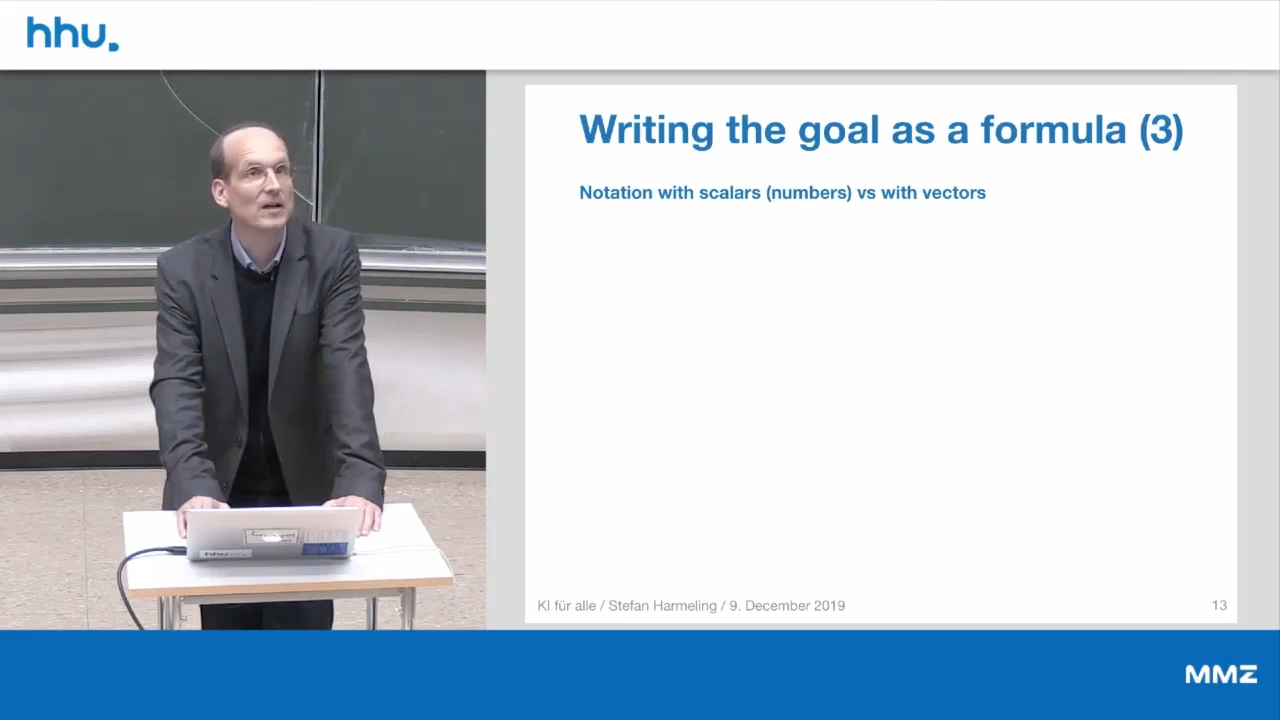 hhu.
Writing the goal as a formula (3)
Notation with scalars (numbers) vs with vectors
hhu
KI für alle / Stefan Harmeling / 9. December 2019
13
MMZ